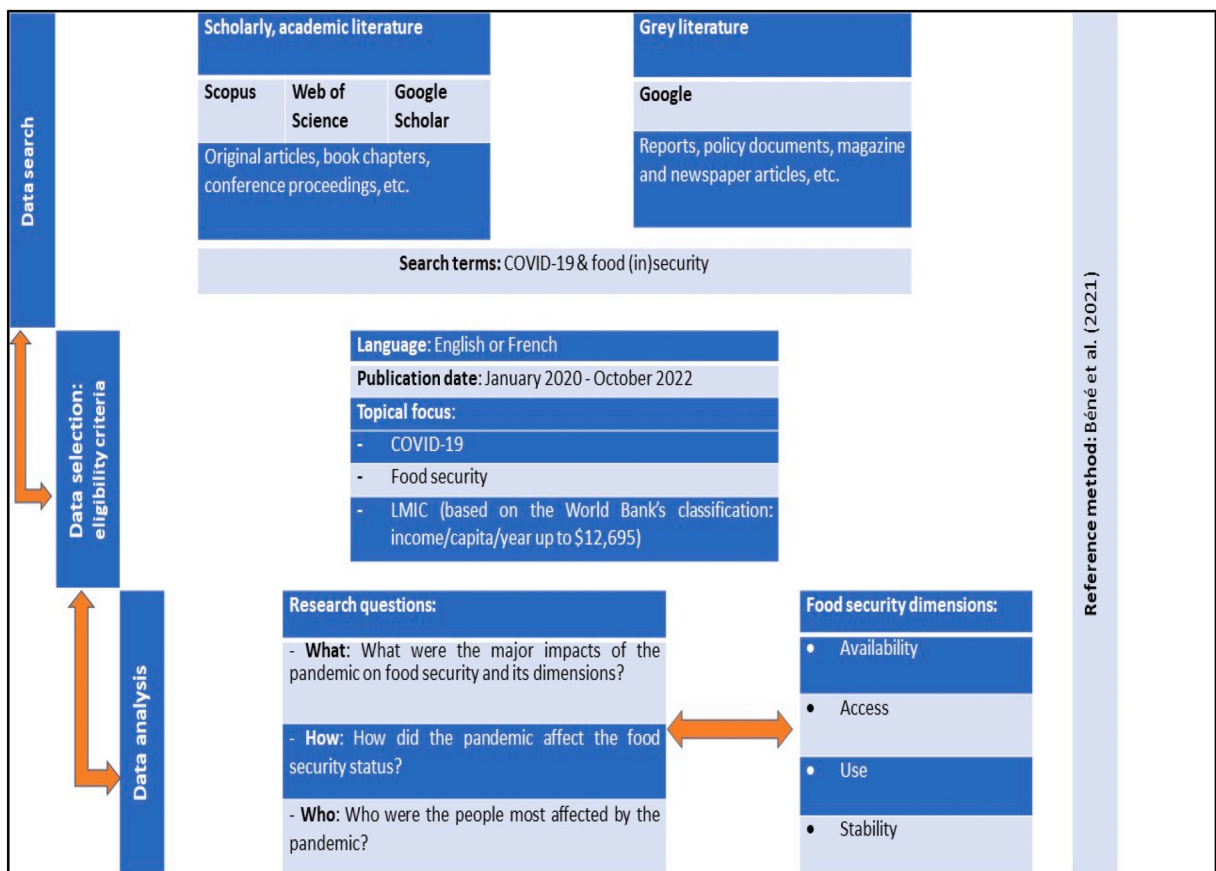 Data search
Scholarly, academic literature
Scopus
Web of
Science
Google
Scholar
Original articles, book chapters,
conference proceedings, etc.
Grey literature
Google
Reports, policy documents, magazine
and newspaper articles, etc.
Search terms: COVID-19 & food (in)security
Data selection:
eligibility criteria
Language: English or French
Publication date: January 2020 - October 2022
Topical focus:
- COVID-19
- Food security
- LMIC (based on the World Bank's classification:
income/capita/year up to $12,695)
Data analysis
Research questions:
- What: What were the major impacts of the
pandemic on food security and its dimensions?
- How: How did the pandemic affect the food
security status?
- Who: Who were the people most affected by the
pandemic?
Food security dimensions:
• Availability
• Access
• Use
• Stability
Reference method: Béné et al. (2021)